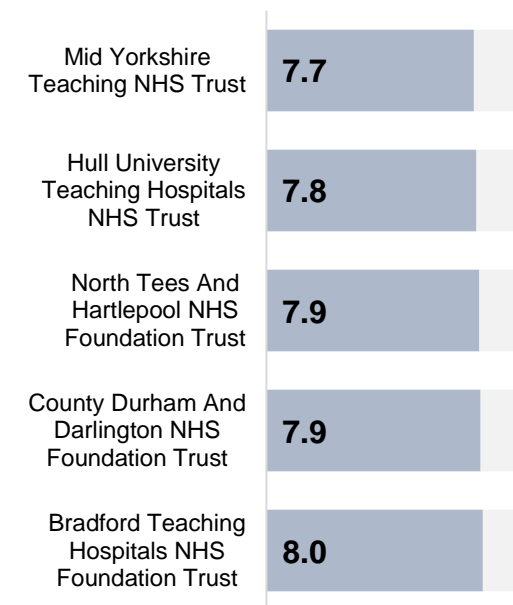 Mid Yorkshire
Teaching NHS Trust
7.7
Hull University
Teaching Hospitals
NHS Trust
7.8
North Tees And
Hartlepool NHS
Foundation Trust
7.9
County Durham And
Darlington NHS
Foundation Trust
7.9
Bradford Teaching
Hospitals NHS
Foundation Trust
8.0